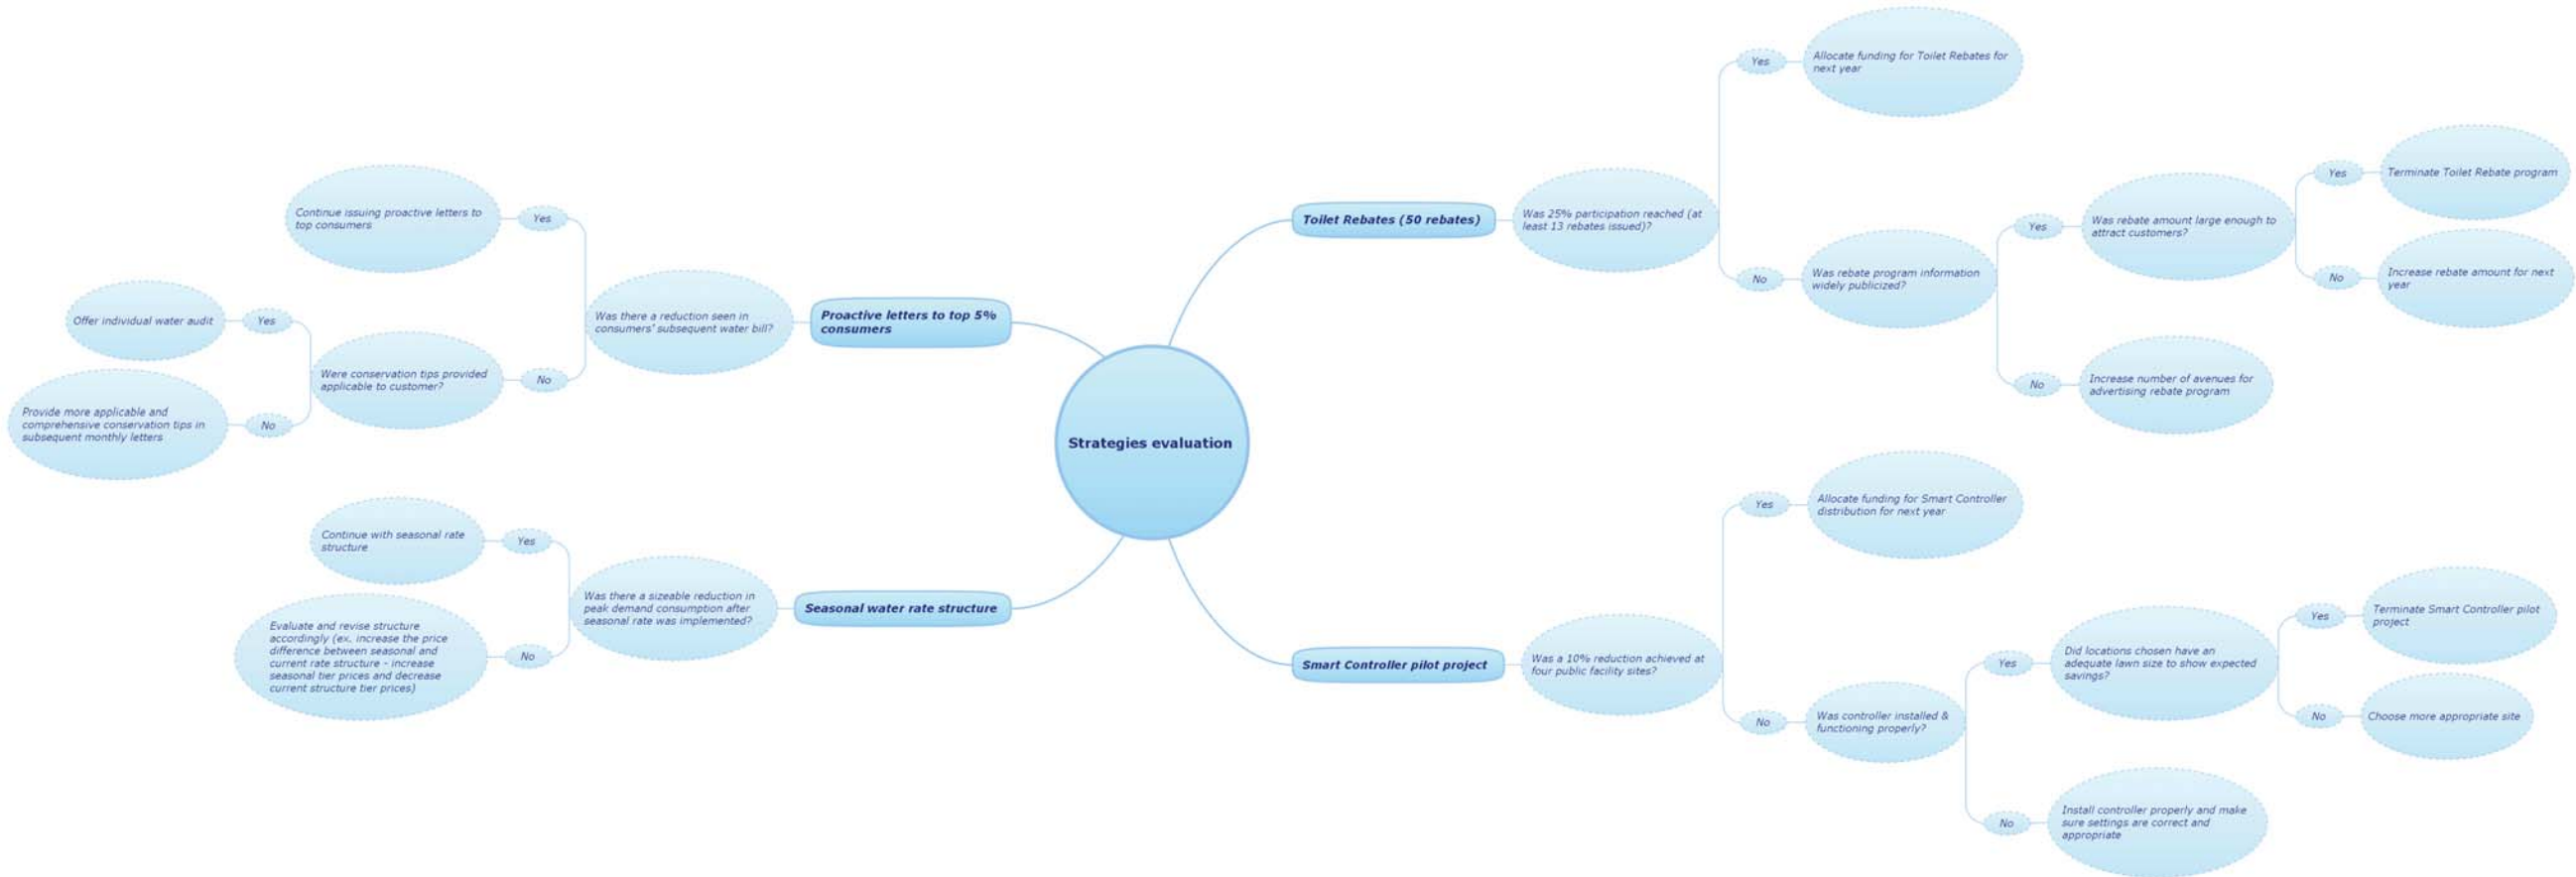 Strategies evaluation
Toilet Rebates (50 rebates)
Was 25% participation reached (at
least 13 rebates issued)?
Yes
Allocate funding for Toilet Rebates for
next year
No
Was rebate program information
widely publicized?
Yes
Was rebate amount large enough to
attract customers?
Yes
Terminate Toilet Rebate program
No
Increase rebate amount for next
year
No
Increase number of avenues for
advertising rebate program
Smart Controller pilot project
Was a 10% reduction achieved at
four public facility sites?
Yes
Allocate funding for Smart Controller
distribution for next year
No
Was controller installed &
functioning properly?
Yes
Did locations chosen have an
adequate lawn size to show expected
savings?
Yes
Terminate Smart Controller pilot
project
No
Choose more appropriate site
No
Install controller properly and make
sure settings are correct and
appropriate
Proactive letters to top 5%
consumers
Was there a reduction seen in
consumers' subsequent water bill?
Yes
Continue issuing proactive letters to
top consumers
No
Were conservation tips provided
applicable to customer?
Yes
Offer individual water audit
No
Provide more applicable and
comprehensive conservation tips in
subsequent monthly letters
Seasonal water rate structure
Was there a sizeable reduction in
peak demand consumption after
seasonal rate was implemented?
Yes
Continue with seasonal rate
structure
No
Evaluate and revise structure
accordingly (ex. increase the price
difference between seasonal and
current rate structure - increase
seasonal tier prices and decrease
current structure tier prices)